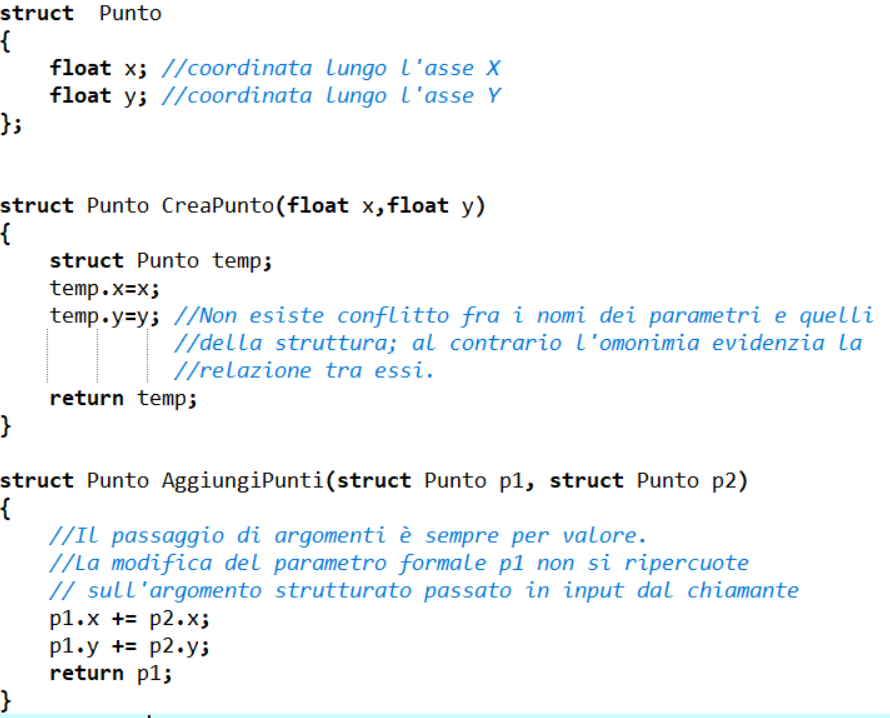 struct  Punto
{
    float x; //coordinata lungo l'asse X
    float y; //coordinata lungo l'asse Y
};
struct Punto CreaPunto(float x,float y)
{
    struct Punto temp;
    temp.x=x;
    temp.y=y; //Non esiste conflitto fra i nomi dei parametri e quelli
              //della struttura; al contrario l'omonimia evidenzia la
              //relazione tra essi.
    return temp;
}
struct Punto AggiungiPunti(struct Punto p1, struct Punto p2)
{
    //Il passaggio di argomenti è sempre per valore.
    //La modifica del parametro formale p1 non si ripercuote
    // sull'argomento strutturato passato in input dal chiamante
    p1.x += p2.x;
    p1.y += p2.y;
    return p1;
}